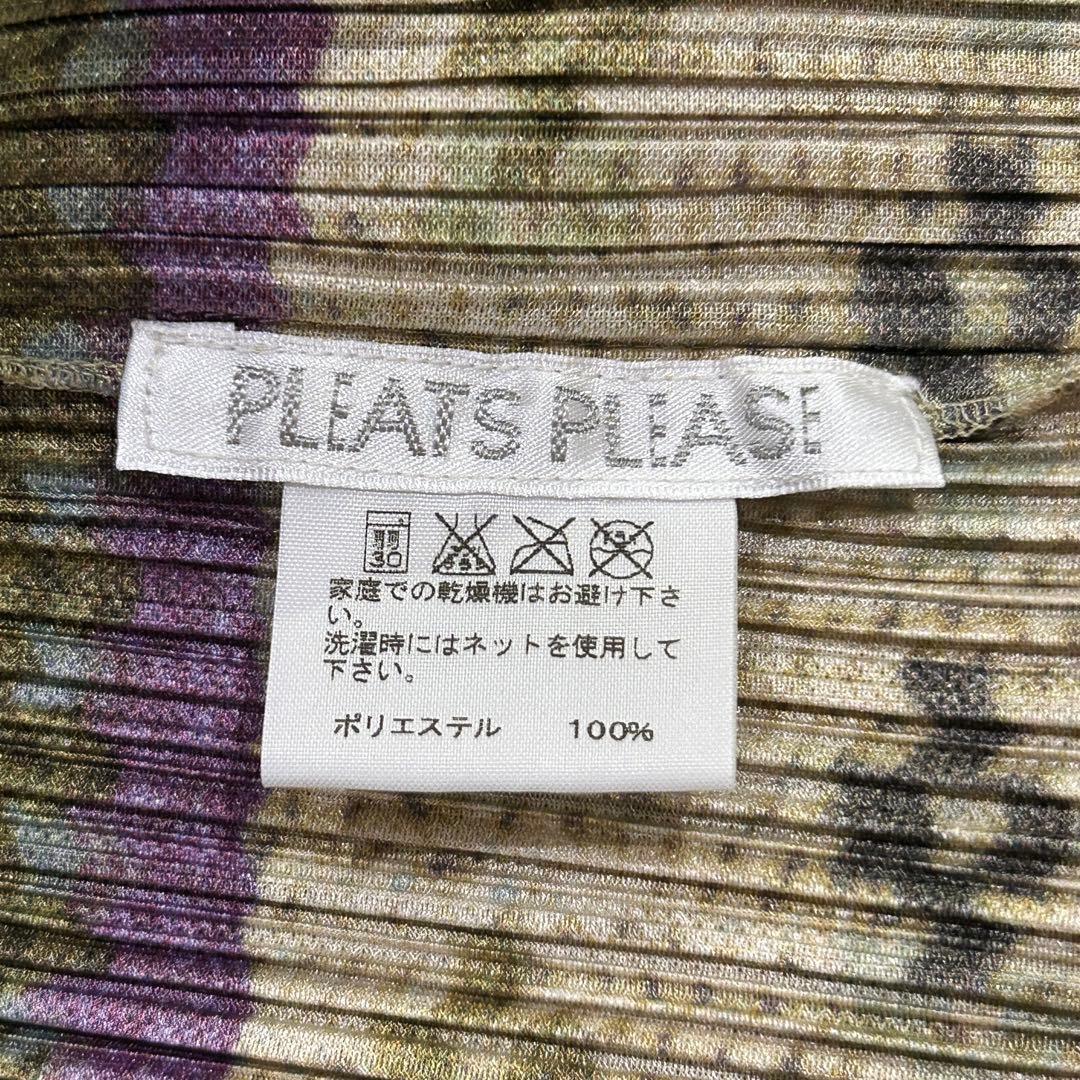 PLEATS PLEASE
30
家庭での乾燥機はお避け下さ
い。
洗濯時にはネットを使用して
下さい。
ポリエステル 100%